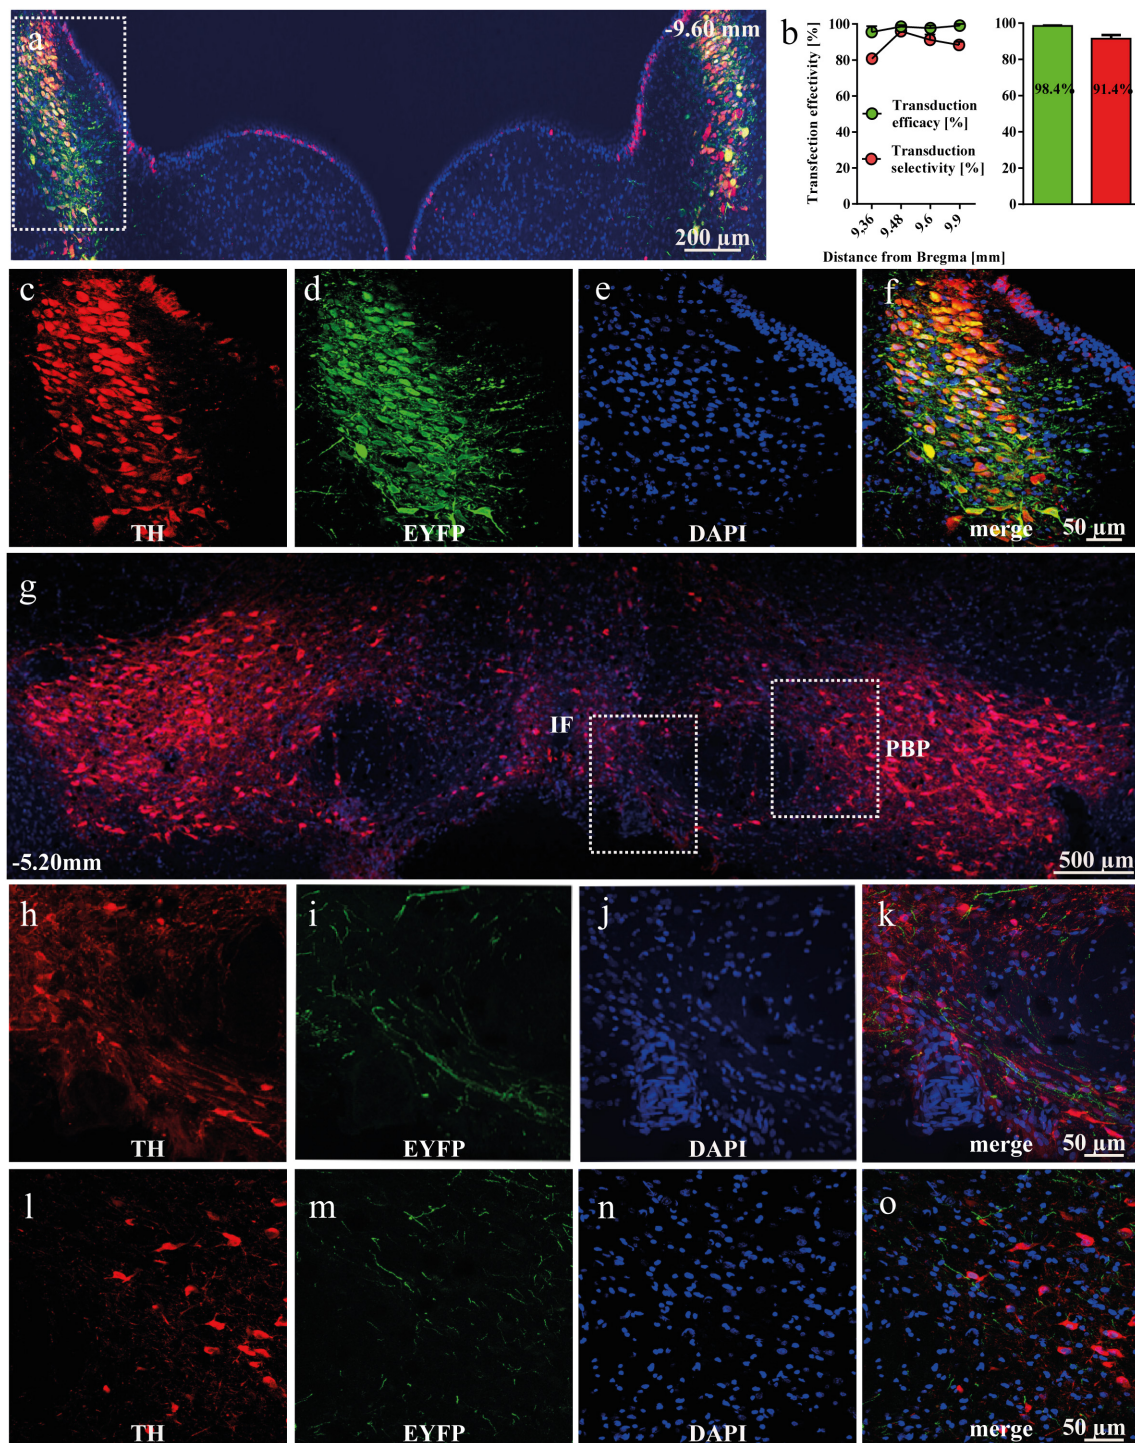 a
-9.60 mm
200 µm
b
Transfection effectivity [%]
100
80
60
40
20
0
Transduction
efficacy [%]
Transduction
selectivity [%]
9,36
9.48
9.6
9.9
Distance from Bregma [mm]
100
80
60
40
20
0
98.4%
91.4%
c
TH
d
EYFP
e
DAPI
f
merge
50 µm
g
IF
PBP
-5.20mm
500 µm
h
TH
i
EYFP
j
DAPI
k
merge
50 µm
l
TH
m
EYFP
n
DAPI
o
merge
50 µm